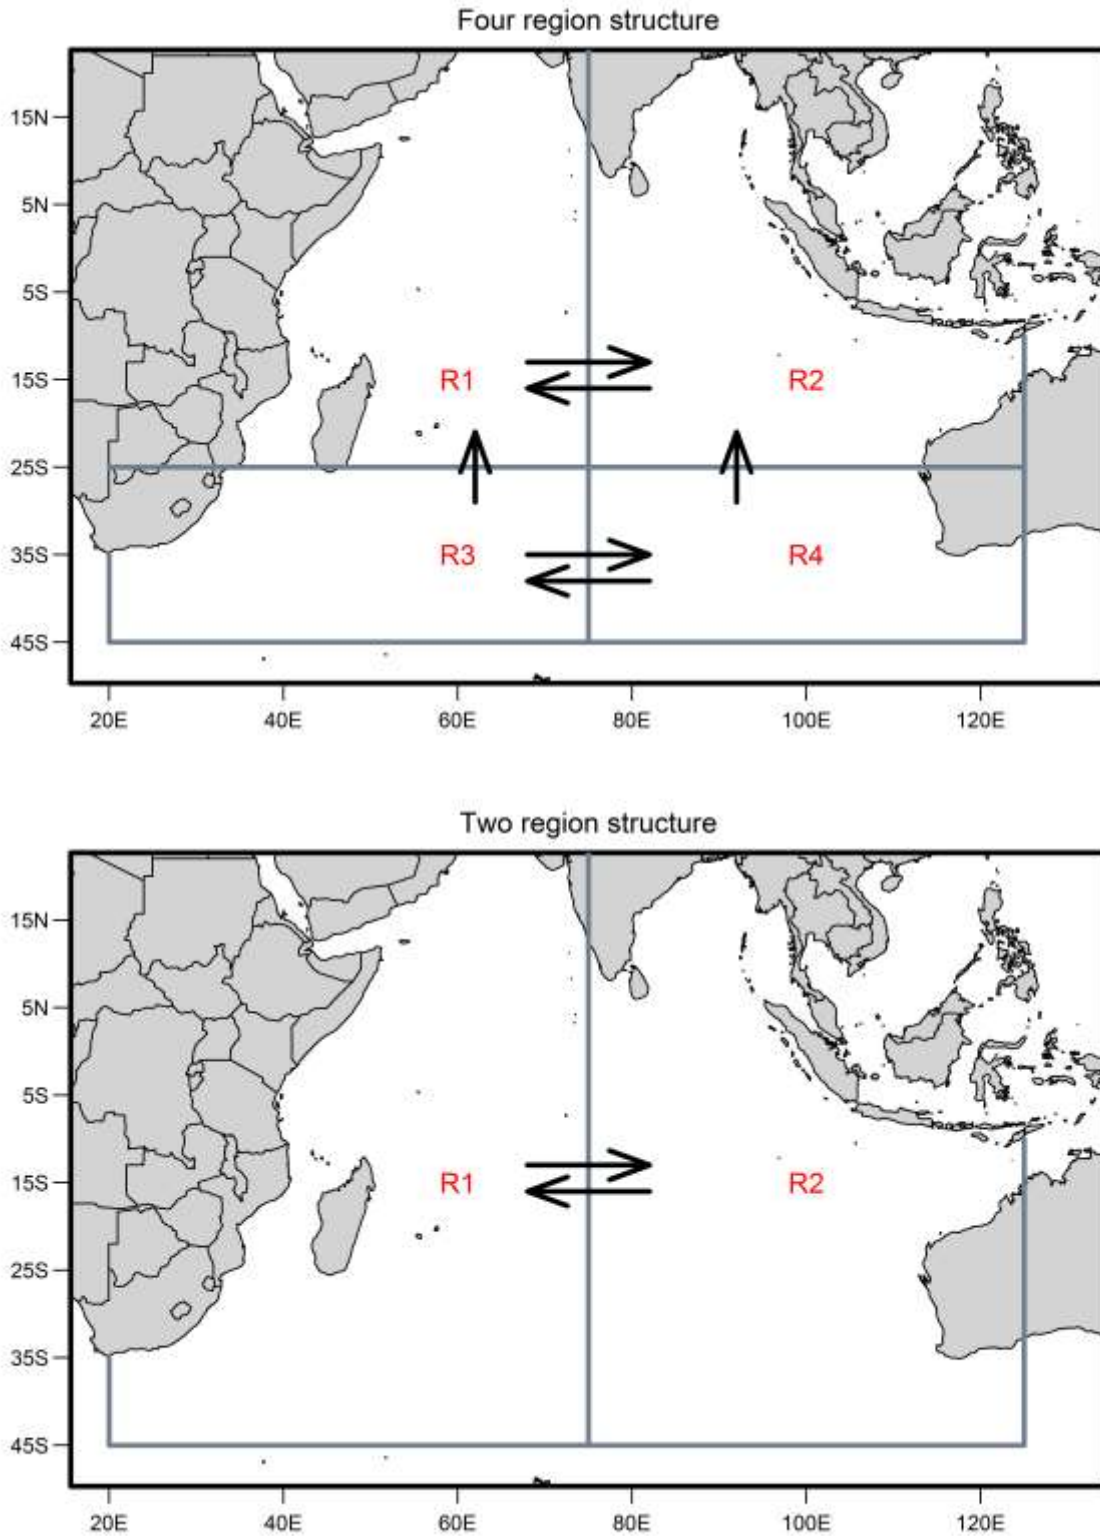 Four region structure
15N
5N
5S
15S
25S
35S
45S
R1
R2
R3
R4
20E
40E
60E
80E
100E
120E
Two region structure
15N
5N
5S
15S
25S
35S
45S
R1
R2
20E
40E
60E
80E
100E
120E